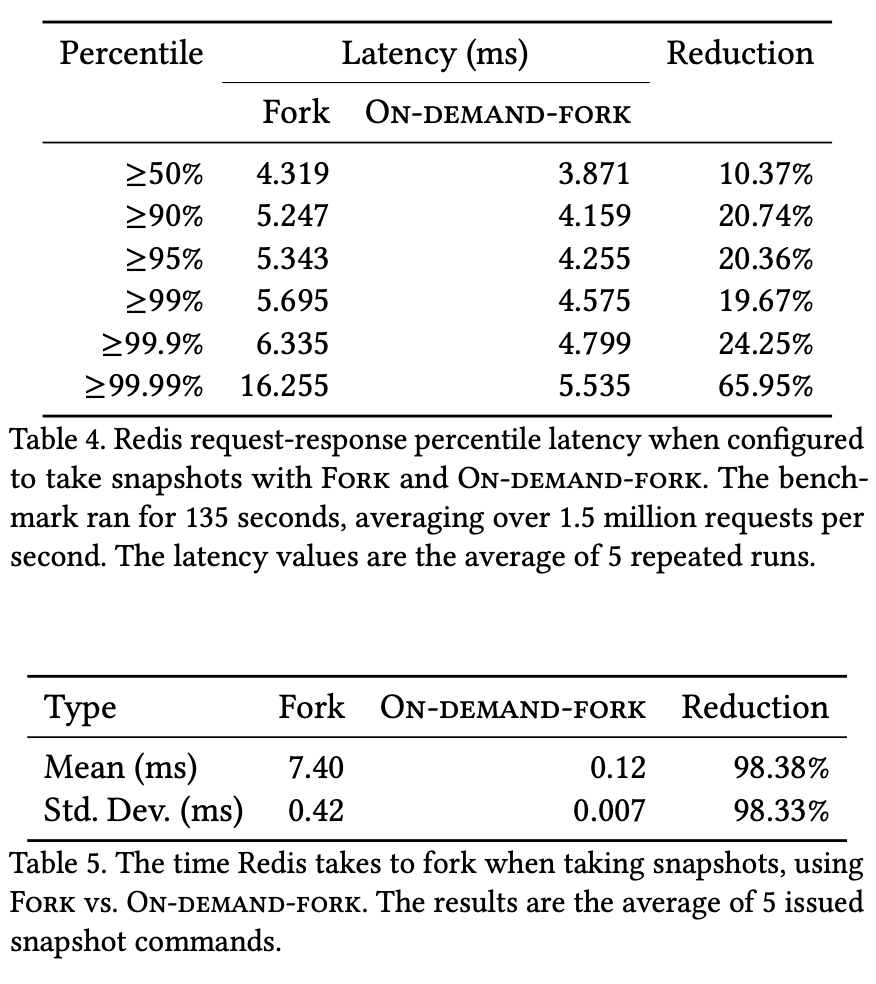 Percentile Latency (ms) Reduction
Fork On-demand-fork
≥50% 4.319 3.871 10.37%
≥90% 5.247 4.159 20.74%
≥95% 5.343 4.255 20.36%
≥99% 5.695 4.575 19.67%
≥99.9% 6.335 4.799 24.25%
≥99.99% 16.255 5.535 65.95%
Table 4. Redis request-response percentile latency when configured
to take snapshots with Fork and On-demand-fork. The bench-
mark ran for 135 seconds, averaging over 1.5 million requests per
second. The latency values are the average of 5 repeated runs.
Type Fork On-demand-fork Reduction
Mean (ms) 7.40 0.12 98.38%
Std. Dev. (ms) 0.42 0.007 98.33%
Table 5. The time Redis takes to fork when taking snapshots, using
Fork vs. On-demand-fork. The results are the average of 5 issued
snapshot commands.